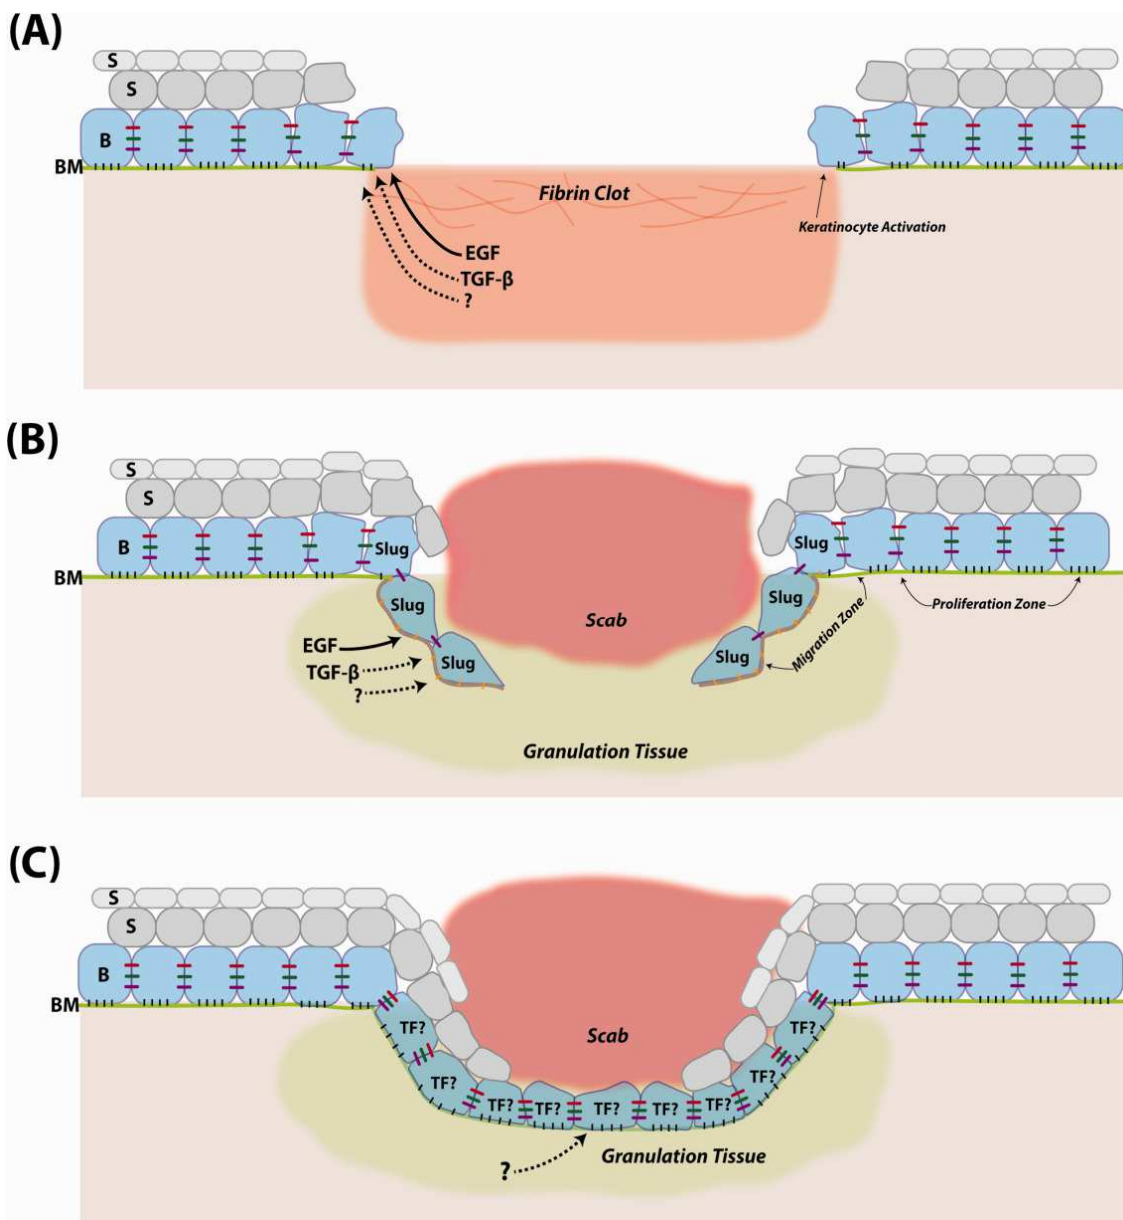 (A)
S
S
B
BM
Fibrin Clot
Keratinocyte Activation
EGF
TGF-β
?
(B)
S
S
B
Slug
Slug
BM
Slug
Slug
Proliferation Zone
Scab
Migration Zone
EGF
Slug
Slug
TGF-β
?
Granulation Tissue
(C)
S
S
B
BM
TF?
Scab
TF?
TF?
TF?
TF?
TF?
TF?
TF?
TF?
?
Granulation Tissue